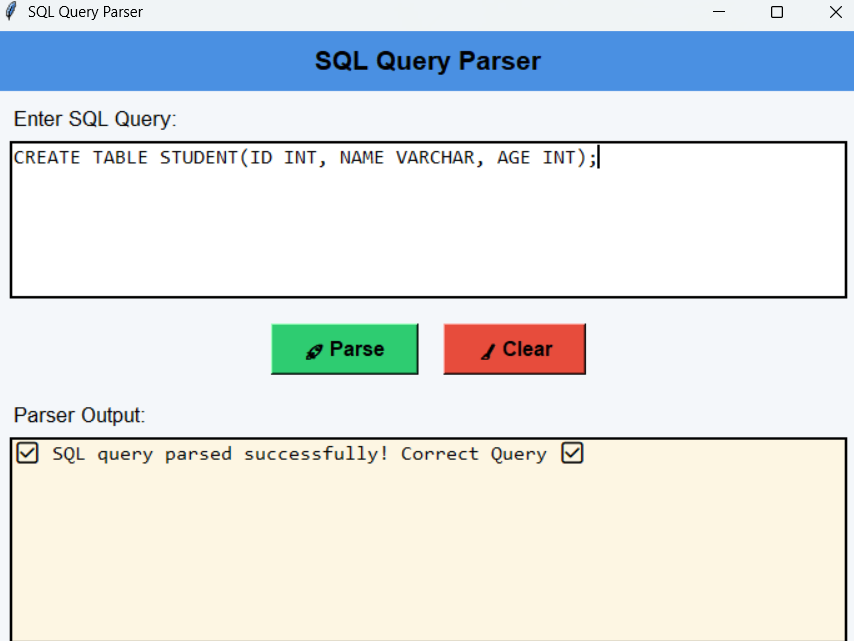 SQL Query Parser
SQL Query Parser
Enter SQL Query:
CREATE TABLE STUDENT(ID INT, NAME VARCHAR, AGE INT);
Parse Clear
Parser Output:
SQL query parsed successfully! Correct Query